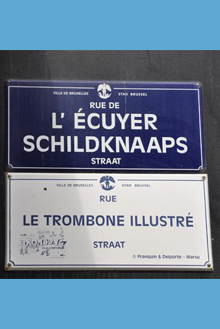 VILLE DE BRUXELLES STAD BRUSSEL
RUE DE
L' ÉCUYER
SCHILDKNAAPS
STRAAT
VILLE DE BRUXELLES STAD BRUSSEL
RUE
LE TROMBONE ILLUSTRÉ
STRAAT
© Franquin & Delporte - Marsu